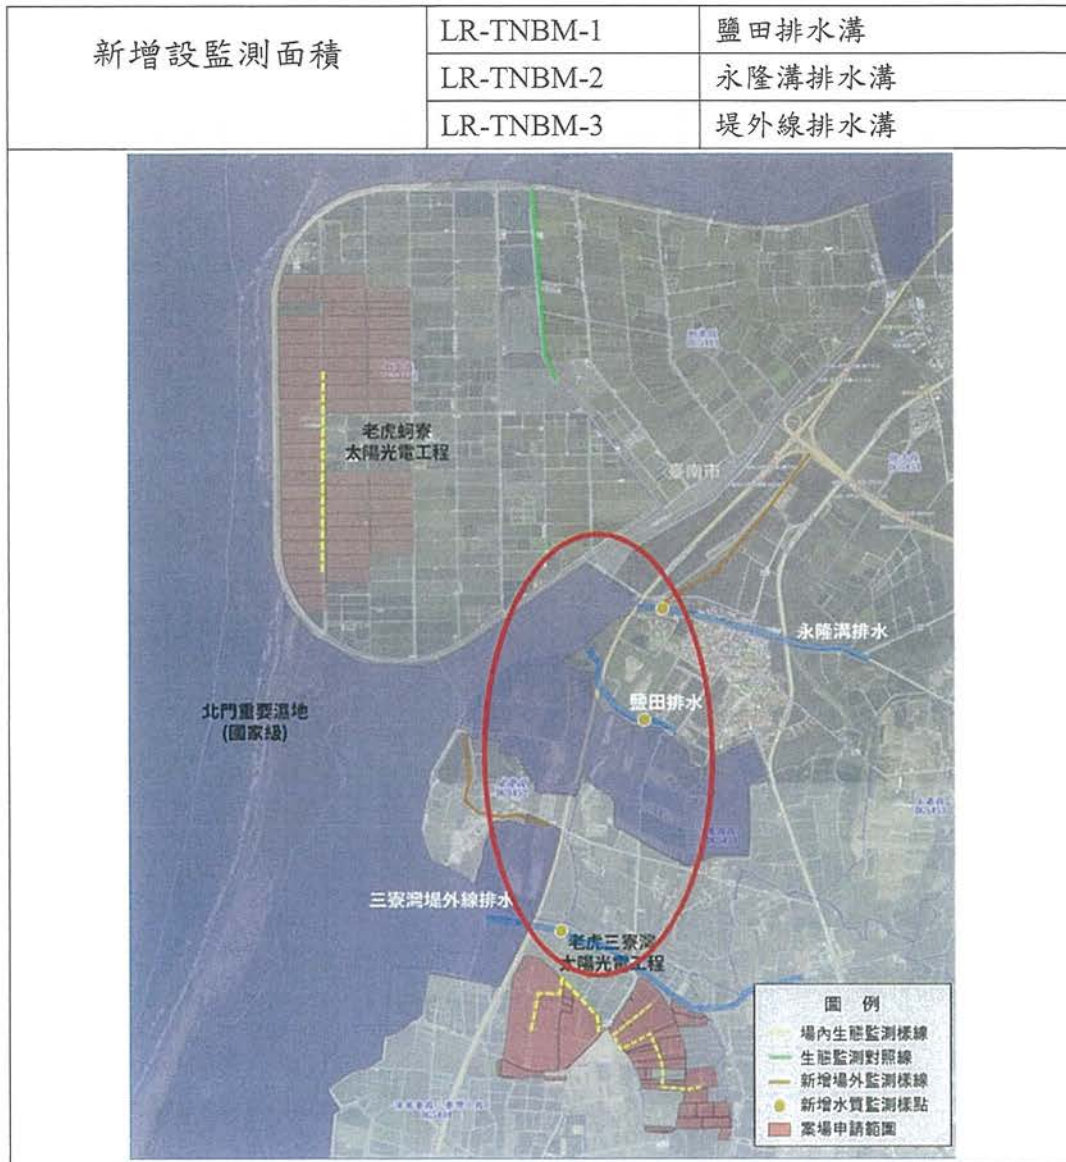 新增設監測面積
LR-TNBM-1 鹽田排水溝
LR-TNBM-2 永隆溝排水溝
LR-TNBM-3 堤外線排水溝
老虎蚵寮
太陽光電工程
臺南市
永隆溝排水
鹽田排水
北門重要濕地
(國家級)
三寮灣堤外線排水
老虎三寮灣
太陽光電工程
圖例
場內生態監測樣線
生態監測對照線
新增場外監測樣線
新增水質監測樣點
案場申請範圍